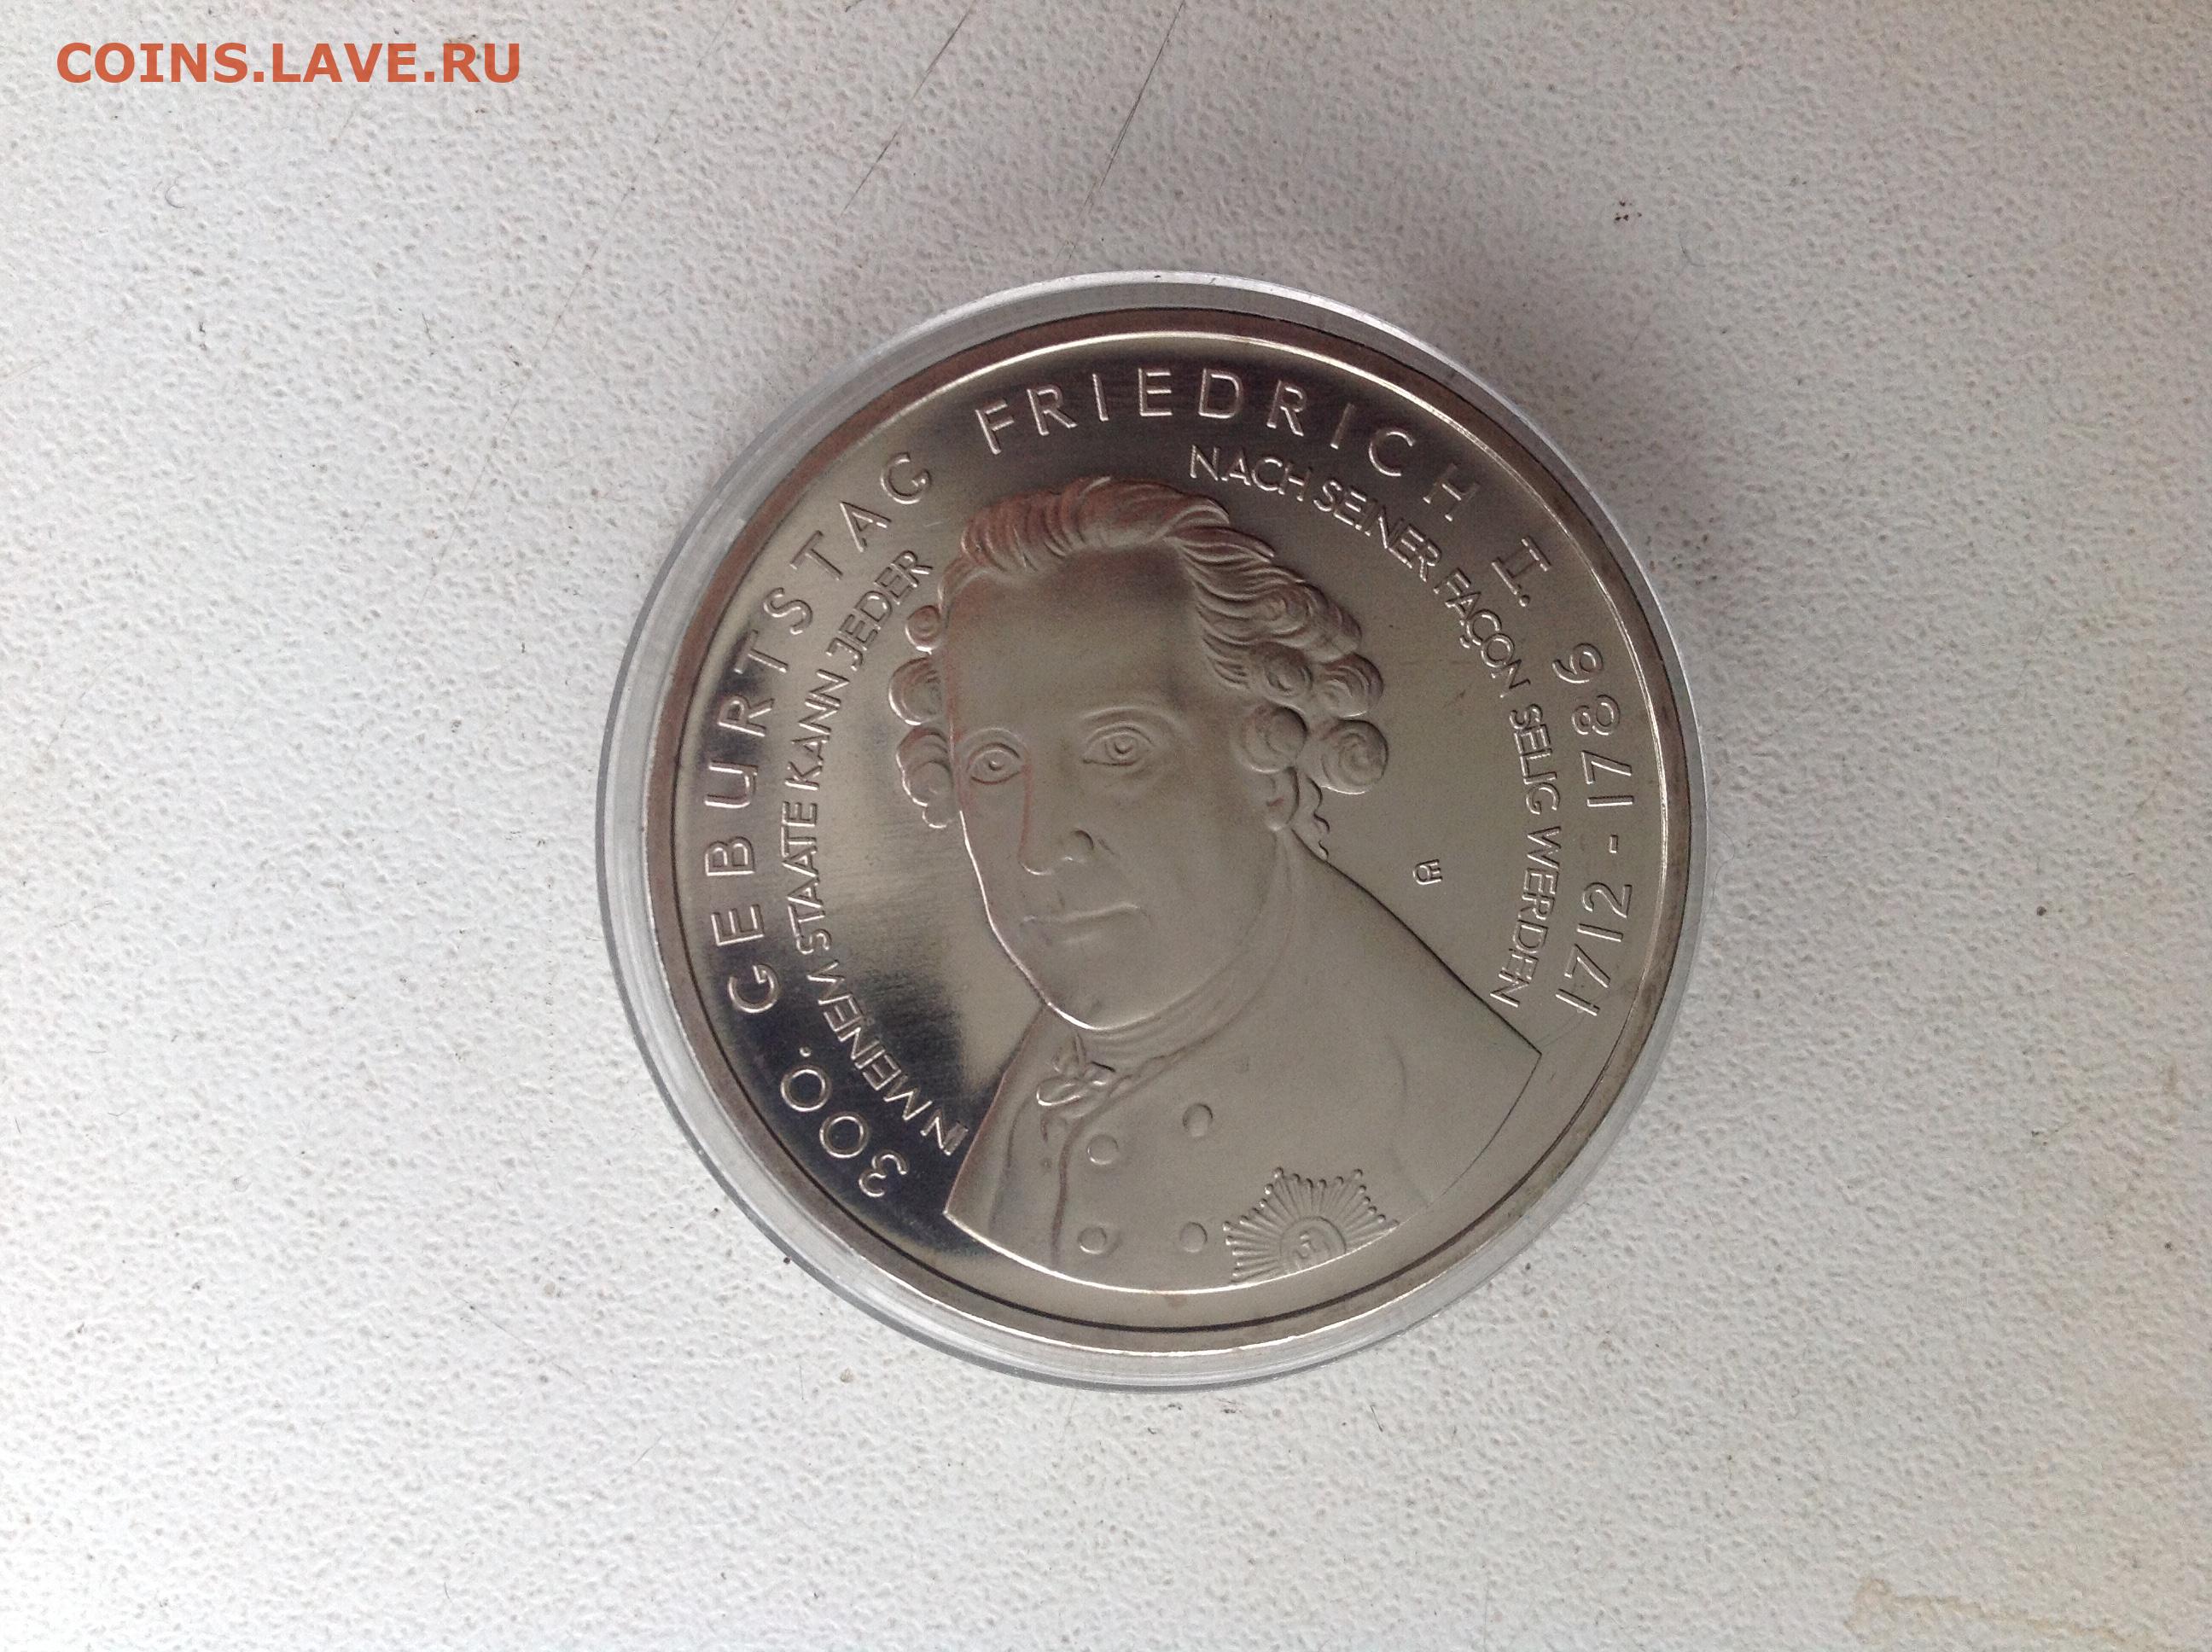 COINS.LAVE.RU
300. GEBURTSTAG FRIEDRICH II. 1712-1786
IN MEINEM STAATE KANN JEDER
NACH SEINER FAÇON SELIG WERDEN